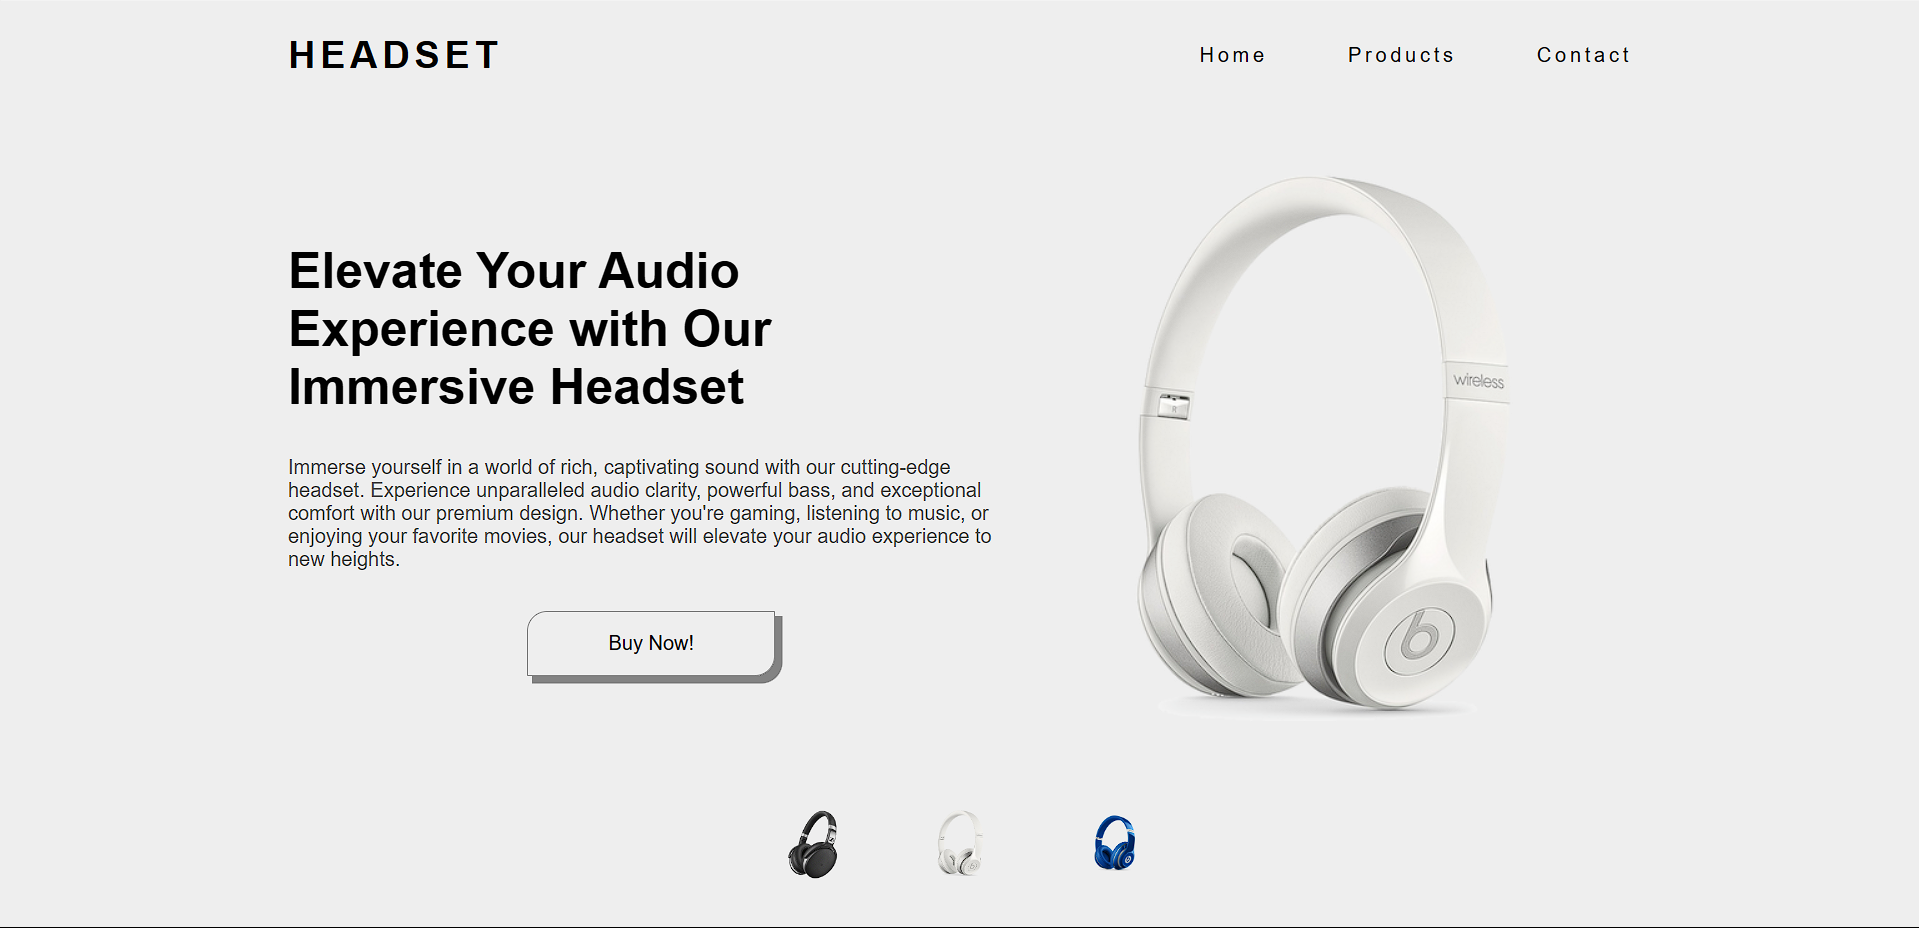 HEADSET
Home Products Contact
Elevate Your Audio
Experience with Our
Immersive Headset
Immerse yourself in a world of rich, captivating sound with our cutting-edge
headset. Experience unparalleled audio clarity, powerful bass, and exceptional
comfort with our premium design. Whether you're gaming, listening to music, or
enjoying your favorite movies, our headset will elevate your audio experience to
new heights.
Buy Now!
wireless
b